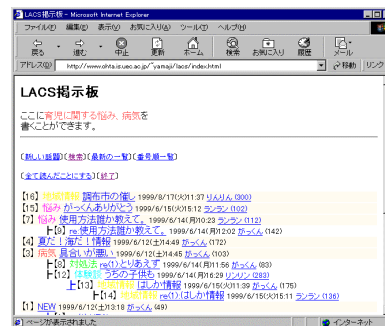 LACS掲示板 - Microsoft Internet Explorer
ファイル(F) 編集(E) 表示(V) お気に入り(A) ツール(T) ヘルプ(H)
戻る 進む 中止 更新 ホーム 検索 お気に入り 履歴 メール
アドレス(D) http://www.ohta.is.uec.ac.jp/~yamaji/lacs/index.html 移動 リンク
LACS掲示板
ここに育児に関する悩み、病気を
書くことができます。
(新しい話題)(検索)(最新の一覧)(番号順一覧)
(全て読んだことにする)(終了)
【16】 地域情報 調布市の催し 1999/8/17(火)11:37 りんりん (300)
【15】 悩み がっくんありがとう 1999/6/15(火)15:12 ランラン (102)
【7】 悩み 使用方法誰か教えて。 1999/6/14(月)10:23 ランラン (112)
┣【9】 re:使用方法誰か教えて。 1999/6/14(月)12:02 がっくん (142)
【4】 夏だ!海だ!情報 1999/6/12(土)14:49 がっくん (172)
【3】 病気 具合いが悪い 1999/6/12(土)14:45 がっくん (103)
┣【8】 対処法 re(1):とりあえず 1999/6/14(月)11:56 がっくん (83)
┣【12】 体験談 うちの子供も 1999/6/14(月)16:29 リンリン (283)
┣【13】 地域情報 はしか情報 1999/6/15(火)11:39 がっくん (175)
┣【14】 地域情報 re(1):はしか情報 1999/6/15(火)15:11 ランラン (136)
【1】 NEW 1999/6/12(土)13:18 がっくん (49)
ページが表示されました インターネット